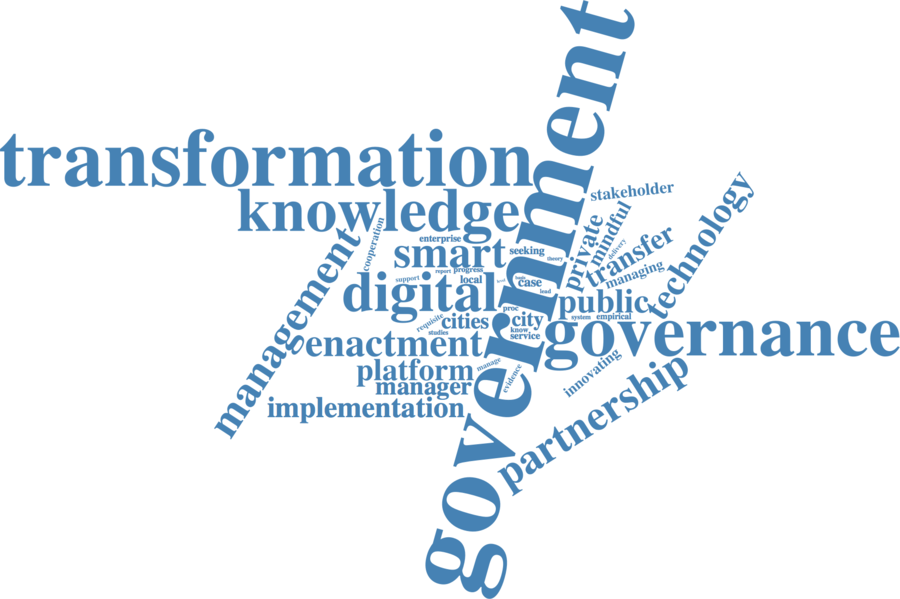 government
transformation
knowledge
stakeholder
technology
private
mindful
cooperation
enterprise
smart
seeking
theory
delivery
transfer
management
report
progress
support
local
level
basis
case
managing
digital
lead
public
proc
system
empirical
requisite
cities
city
governance
studies
know
service
enactment
manage
evidence
innovating
platform
manager
partnership
implementation